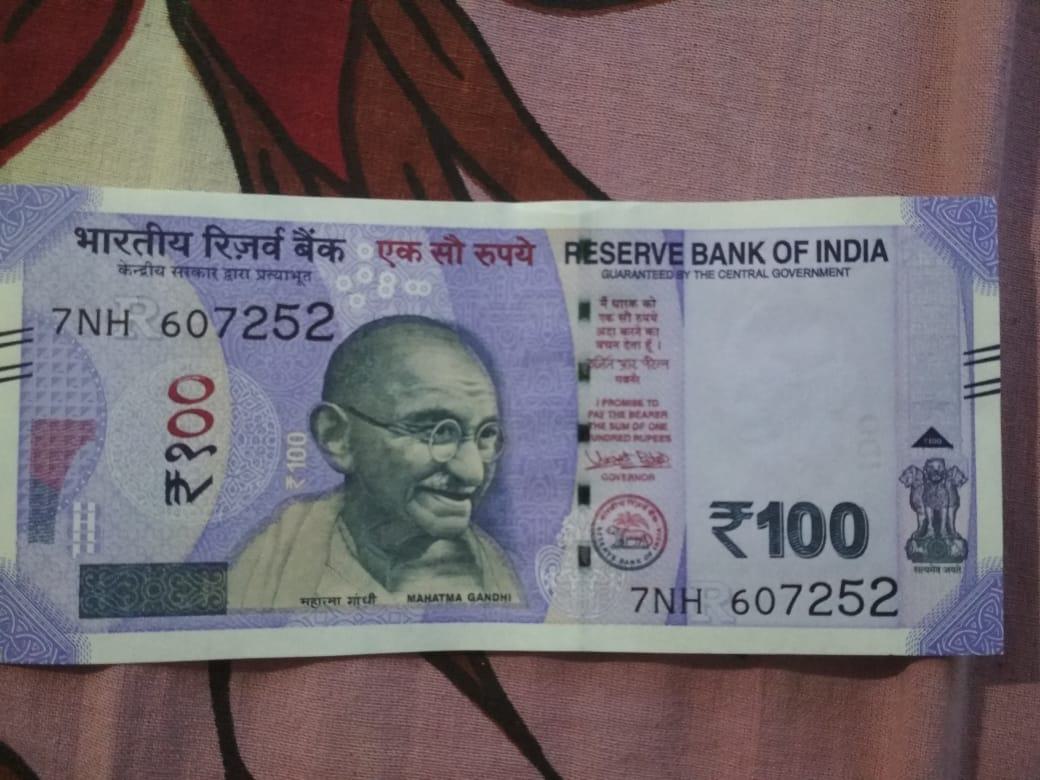 भारतीय रिज़र्व बैंक
केन्द्रीय सरकार द्वारा प्रत्याभूत
एक सौ रुपये
RESERVE BANK OF INDIA
GUARANTEED BY THE CENTRAL GOVERNMENT
7NH 607252
₹१००
₹100
महात्मा गांधी
MAHATMA GANDHI
मैं धारक को
एक सौ रुपये
अदा करने का
वचन देता हूँ।
गवर्नर
I PROMISE TO
PAY THE BEARER
THE SUM OF ONE
HUNDRED RUPEES
GOVERNOR
₹100
₹100
सत्यमेव जयते
7NH 607252